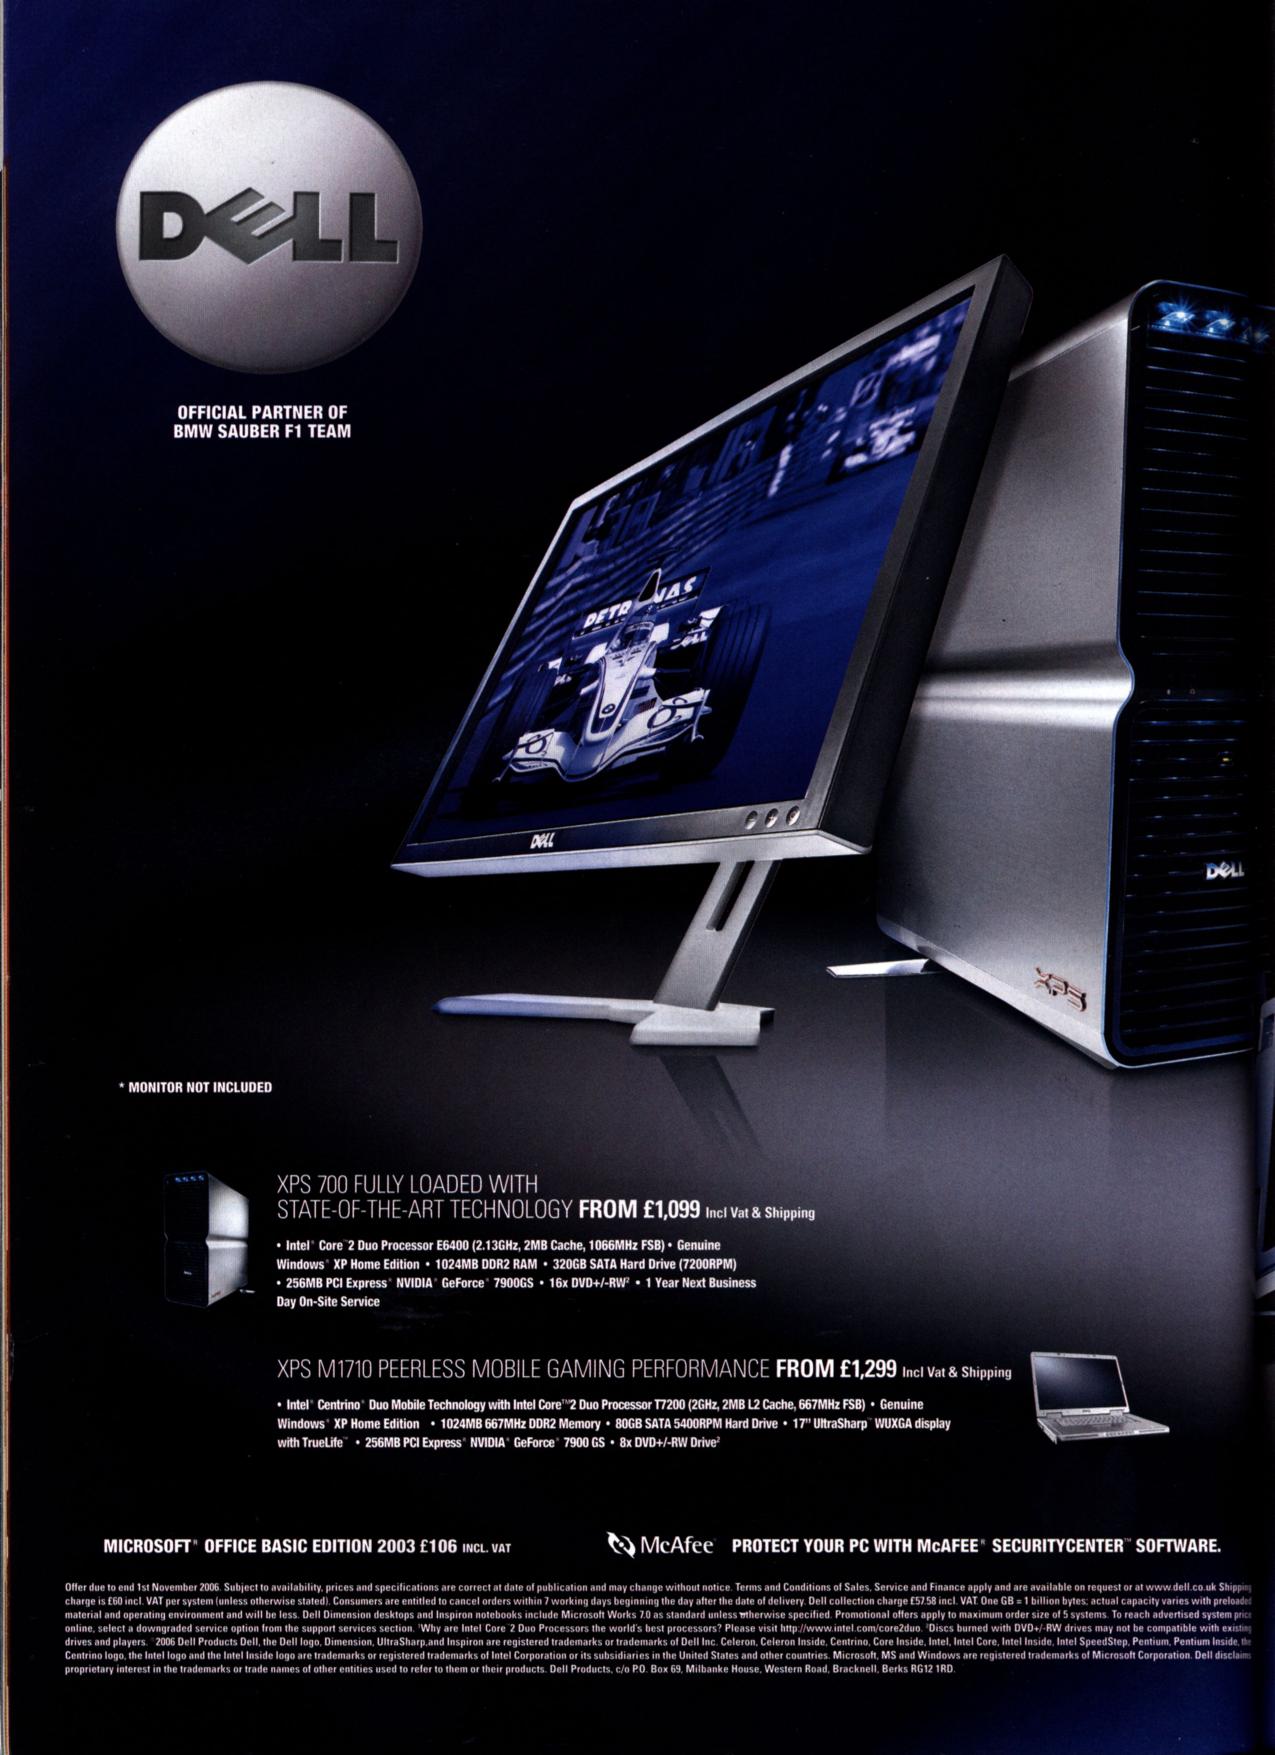 DELL
OFFICIAL PARTNER OF
BMW SAUBER F1 TEAM
PETRONAS
DELL
DELL
DELL
XPS
* MONITOR NOT INCLUDED
XPS 700 FULLY LOADED WITH
STATE-OF-THE-ART TECHNOLOGY FROM £1,099 Incl Vat & Shipping
• Intel® Core™2 Duo Processor E6400 (2.13GHz, 2MB Cache, 1066MHz FSB) • Genuine
Windows® XP Home Edition • 1024MB DDR2 RAM • 320GB SATA Hard Drive (7200RPM)
• 256MB PCI Express® NVIDIA® GeForce® 7900GS • 16x DVD+/-RW² • 1 Year Next Business
Day On-Site Service
XPS M1710 PEERLESS MOBILE GAMING PERFORMANCE FROM £1,299 Incl Vat & Shipping
• Intel® Centrino® Duo Mobile Technology with Intel Core™2 Duo Processor T7200 (2GHz, 2MB L2 Cache, 667MHz FSB) • Genuine
Windows® XP Home Edition • 1024MB 667MHz DDR2 Memory • 80GB SATA 5400RPM Hard Drive • 17" UltraSharp™ WUXGA display
with TrueLife™ • 256MB PCI Express® NVIDIA® GeForce® 7900 GS • 8x DVD+/-RW Drive²
MICROSOFT® OFFICE BASIC EDITION 2003 £106 INCL. VAT
McAfee® PROTECT YOUR PC WITH McAFEE® SECURITYCENTER™ SOFTWARE.
Offer due to end 1st November 2006. Subject to availability, prices and specifications are correct at date of publication and may change without notice. Terms and Conditions of Sales, Service and Finance apply and are available on request or at www.dell.co.uk Shipping
charge is £60 incl. VAT per system (unless otherwise stated). Consumers are entitled to cancel orders within 7 working days beginning the day after the date of delivery. Dell collection charge £57.58 incl. VAT. One GB = 1 billion bytes; actual capacity varies with preloaded
material and operating environment and will be less. Dell Dimension desktops and Inspiron notebooks include Microsoft Works 7.0 as standard unless otherwise specified. Promotional offers apply to maximum order size of 5 systems. To reach advertised system price
online, select a downgraded service option from the support services section. ¹Why are Intel Core™2 Duo Processors the world's best processors? Please visit http://www.intel.com/core2duo. ²Discs burned with DVD+/-RW drives may not be compatible with existing
drives and players. ©2006 Dell Products Dell, the Dell logo, Dimension, UltraSharp,and Inspiron are registered trademarks or trademarks of Dell Inc. Celeron, Celeron Inside, Centrino, Core Inside, Intel, Intel Core, Intel Inside, Intel SpeedStep, Pentium, Pentium Inside, the
Centrino logo, the Intel logo and the Intel Inside logo are trademarks or registered trademarks of Intel Corporation or its subsidiaries in the United States and other countries. Microsoft, MS and Windows are registered trademarks of Microsoft Corporation. Dell disclaims
proprietary interest in the trademarks or trade names of other entities used to refer to them or their products. Dell Products, c/o P.O. Box 69, Milbanke House, Western Road, Bracknell, Berks RG12 1RD.